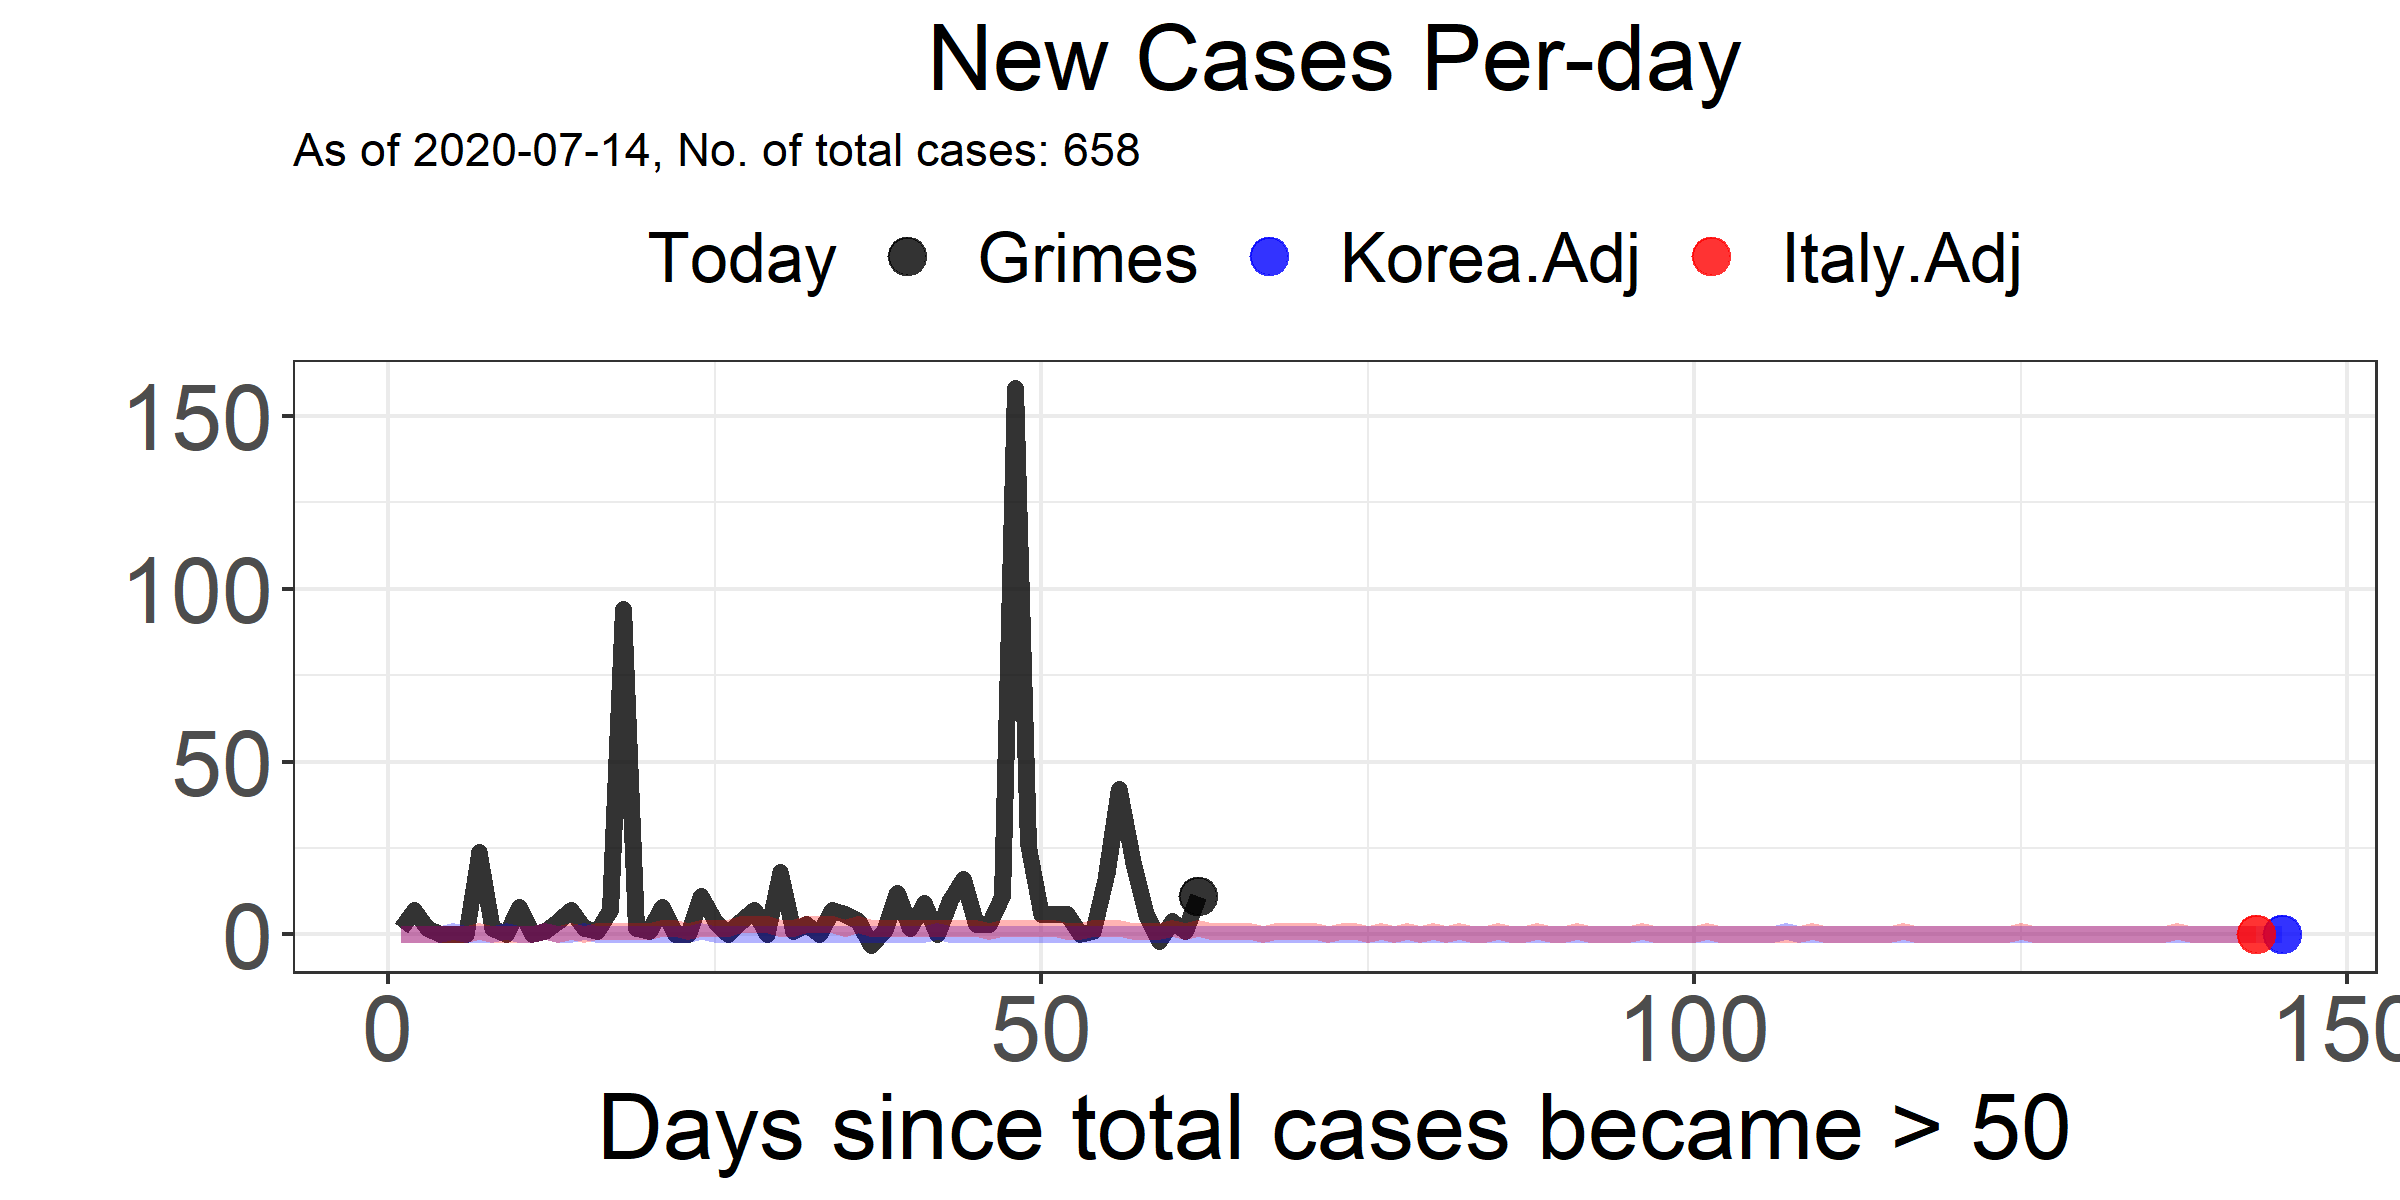 New Cases Per-day
As of 2020-07-14, No. of total cases: 658
Today Grimes Korea.Adj Italy.Adj
150
100
50
0
0 50 100 150
Days since total cases became > 50